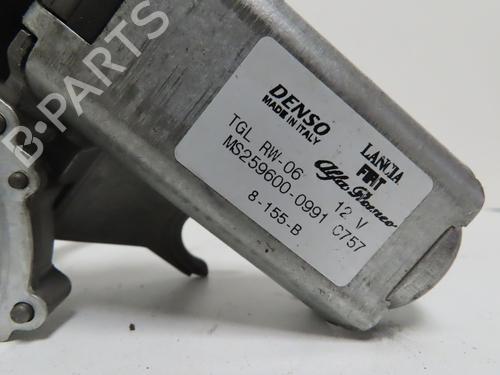 B-PARTS
DENSO
MADE IN ITALY
LANCIA
FIAT
Alfa Romeo
TGL RW-06 12 V
MS259600-0991 C757
8-155-B